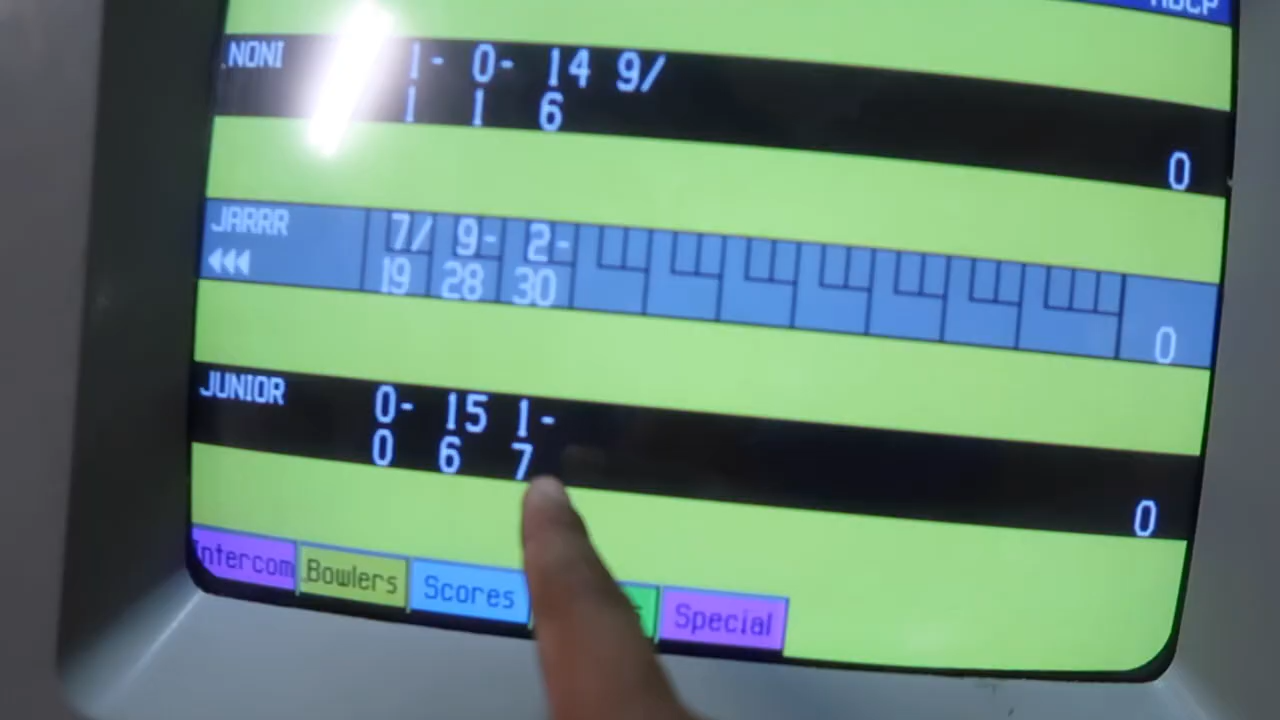 HDCP
NONI 1- 0- 14 9/
1 1 6
0
JARRR 7/ 9- 2-
19 28 30
0
JUNIOR 0- 15 1-
0 6 7
0
Intercom Bowlers Scores Special